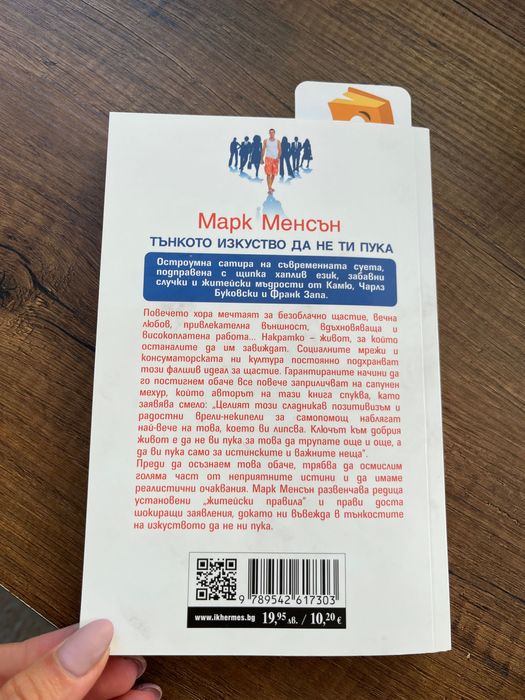 Марк Менсън
ТЪНКОТО ИЗКУСТВО ДА НЕ ТИ ПУКА
Остроумна сатира на съвременната суета,
подправена с щипка хаплив език, забавни
случки и житейски мъдрости от Камю, Чарлз
Буковски и Франк Запа.
Повечето хора мечтаят за безоблачно щастие, вечна
любов, привлекателна външност, вдъхновяваща и
високоплатена работа... Накратко – живот, за който
останалите да им завиждат. Социалните мрежи и
консуматорската ни култура постоянно подхранват
този фалшив идеал за щастие. Гарантираните начини да
го постигнем обаче все повече заприличват на сапунен
мехур, който авторът на тази книга спуква, като
заявява смело: „Целият този сладникав позитивизъм и
радостни врели-некипели за самопомощ наблягат
най-вече на това, което ви липсва. Ключът към добрия
живот е да не ви пука за това да трупате още и още, а
да ви пука само за истинските и важните неща".
Преди да осъзнаем това обаче, трябва да осмислим
голяма част от неприятните истини и да имаме
реалистични очаквания. Марк Менсън развенчава редица
установени „житейски правила" и прави доста
шокиращи заявления, докато ни въвежда в тънкостите
на изкуството да не ни пука.
9 789542 617303
www.ikhermes.bg 19,95 лв. / 10,20 €